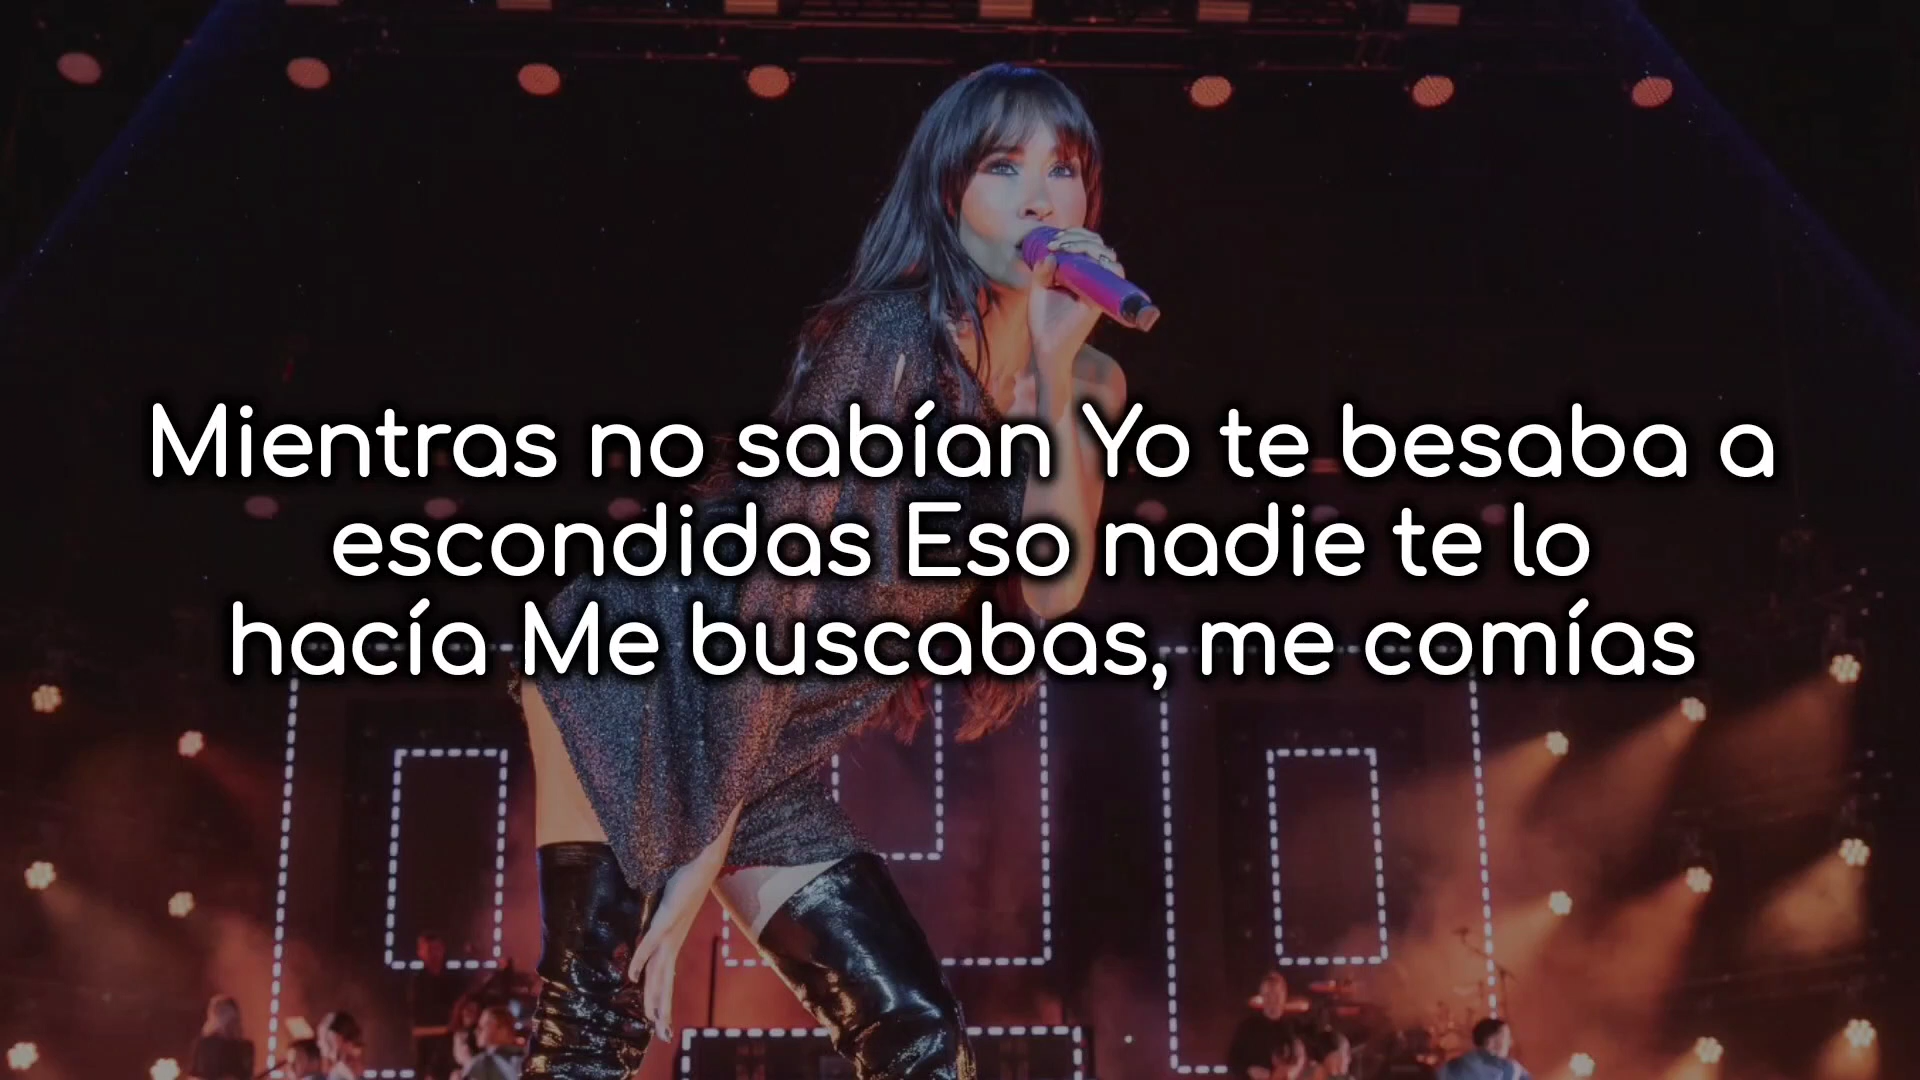 Mientras no sabían Yo te besaba a
escondidas Eso nadie te lo
hacía Me buscabas, me comías